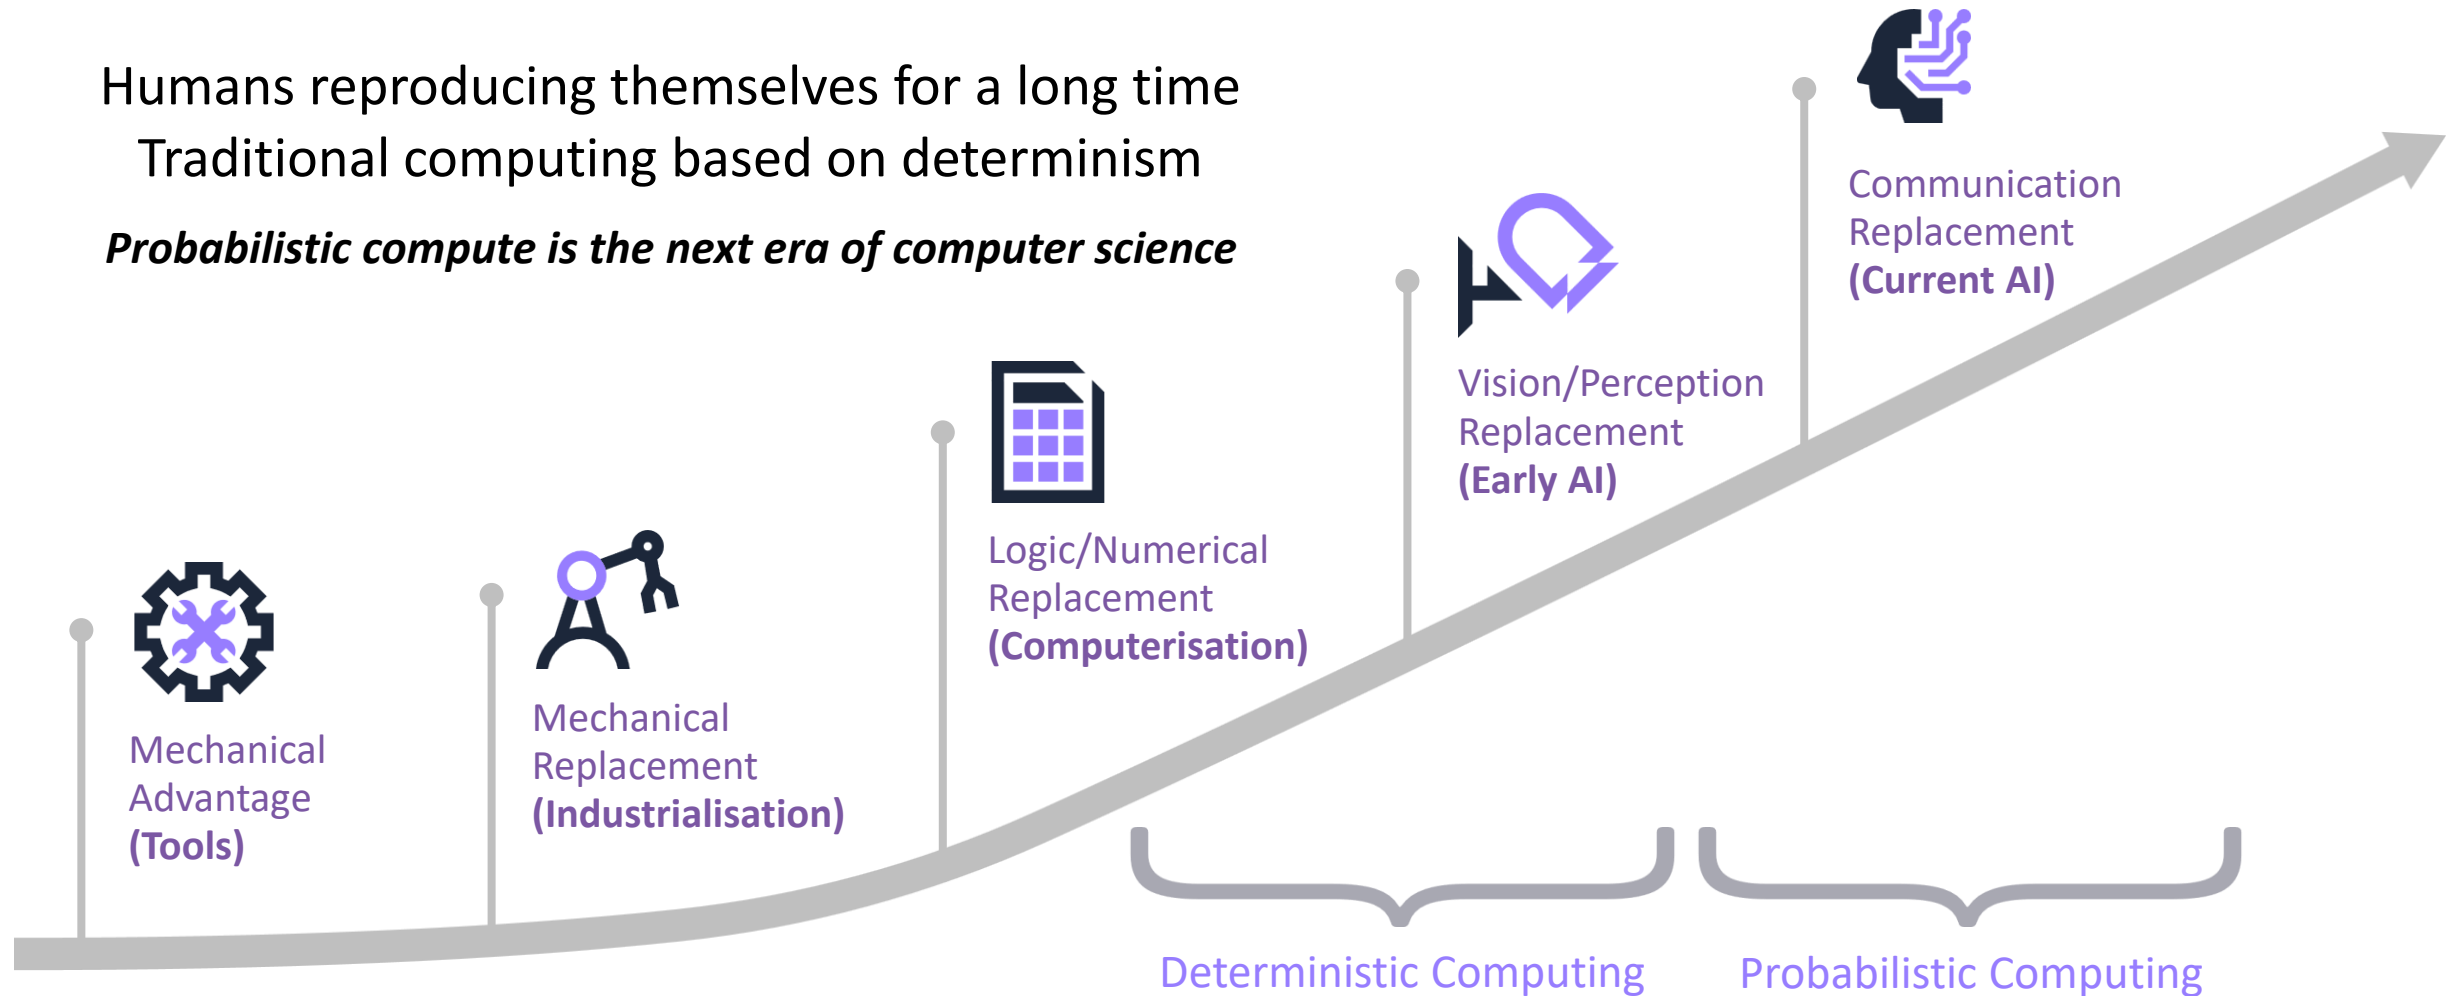 Humans reproducing themselves for a long time
Traditional computing based on determinism
Probabilistic compute is the next era of computer science
Mechanical
Advantage
(Tools)
Mechanical
Replacement
(Industrialisation)
Logic/Numerical
Replacement
(Computerisation)
Vision/Perception
Replacement
(Early AI)
Communication
Replacement
(Current AI)
Deterministic Computing
Probabilistic Computing